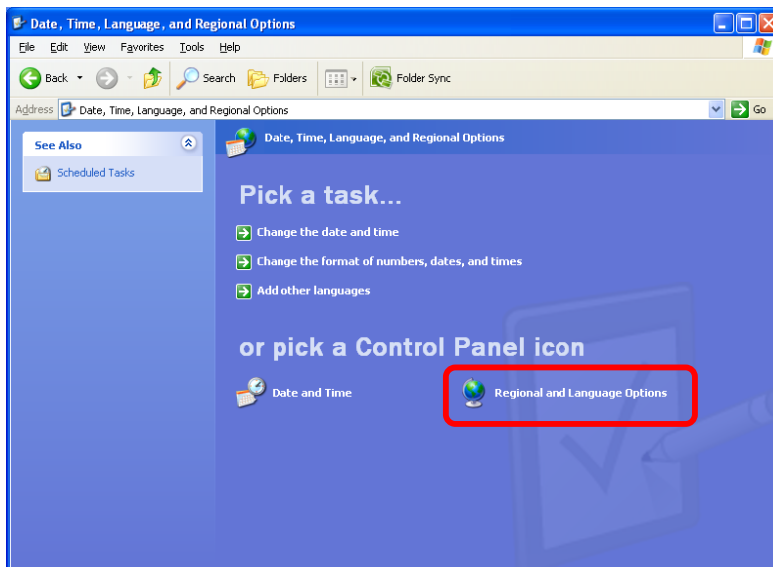 Date, Time, Language, and Regional Options
File Edit View Favorites Tools Help
Back Search Folders Folder Sync
Address Date, Time, Language, and Regional Options Go
See Also
Scheduled Tasks
Date, Time, Language, and Regional Options
Pick a task...
Change the date and time
Change the format of numbers, dates, and times
Add other languages
or pick a Control Panel icon
Date and Time Regional and Language Options